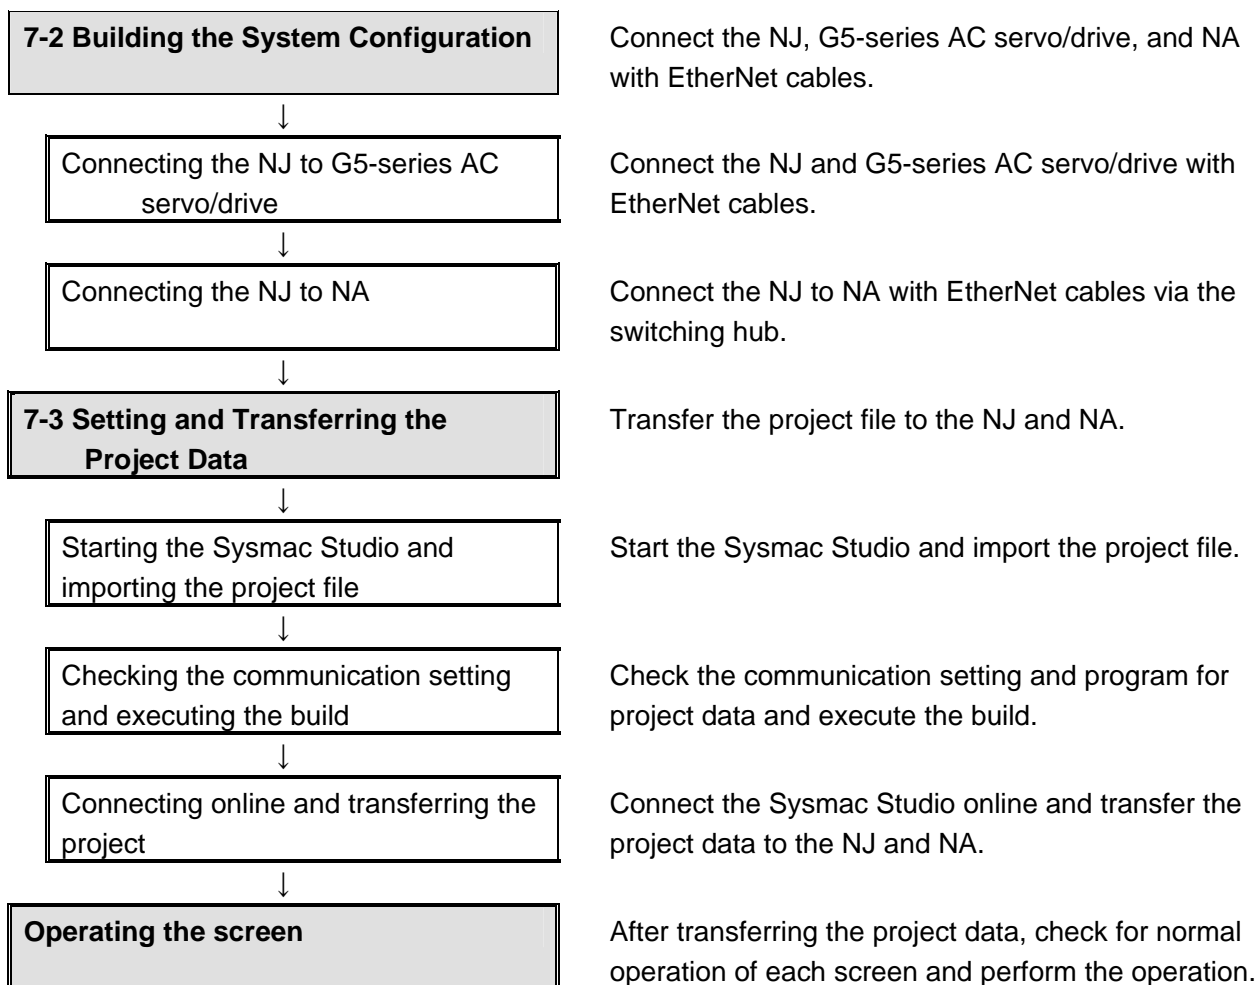 7-2 Building the System Configuration
Connect the NJ, G5-series AC servo/drive, and NA
with EtherNet cables.
↓
Connecting the NJ to G5-series AC
servo/drive
Connect the NJ and G5-series AC servo/drive with
EtherNet cables.
↓
Connecting the NJ to NA
Connect the NJ to NA with EtherNet cables via the
switching hub.
↓
7-3 Setting and Transferring the
Project Data
Transfer the project file to the NJ and NA.
↓
Starting the Sysmac Studio and
importing the project file
Start the Sysmac Studio and import the project file.
↓
Checking the communication setting
and executing the build
Check the communication setting and program for
project data and execute the build.
↓
Connecting online and transferring the
project
Connect the Sysmac Studio online and transfer the
project data to the NJ and NA.
↓
Operating the screen
After transferring the project data, check for normal
operation of each screen and perform the operation.